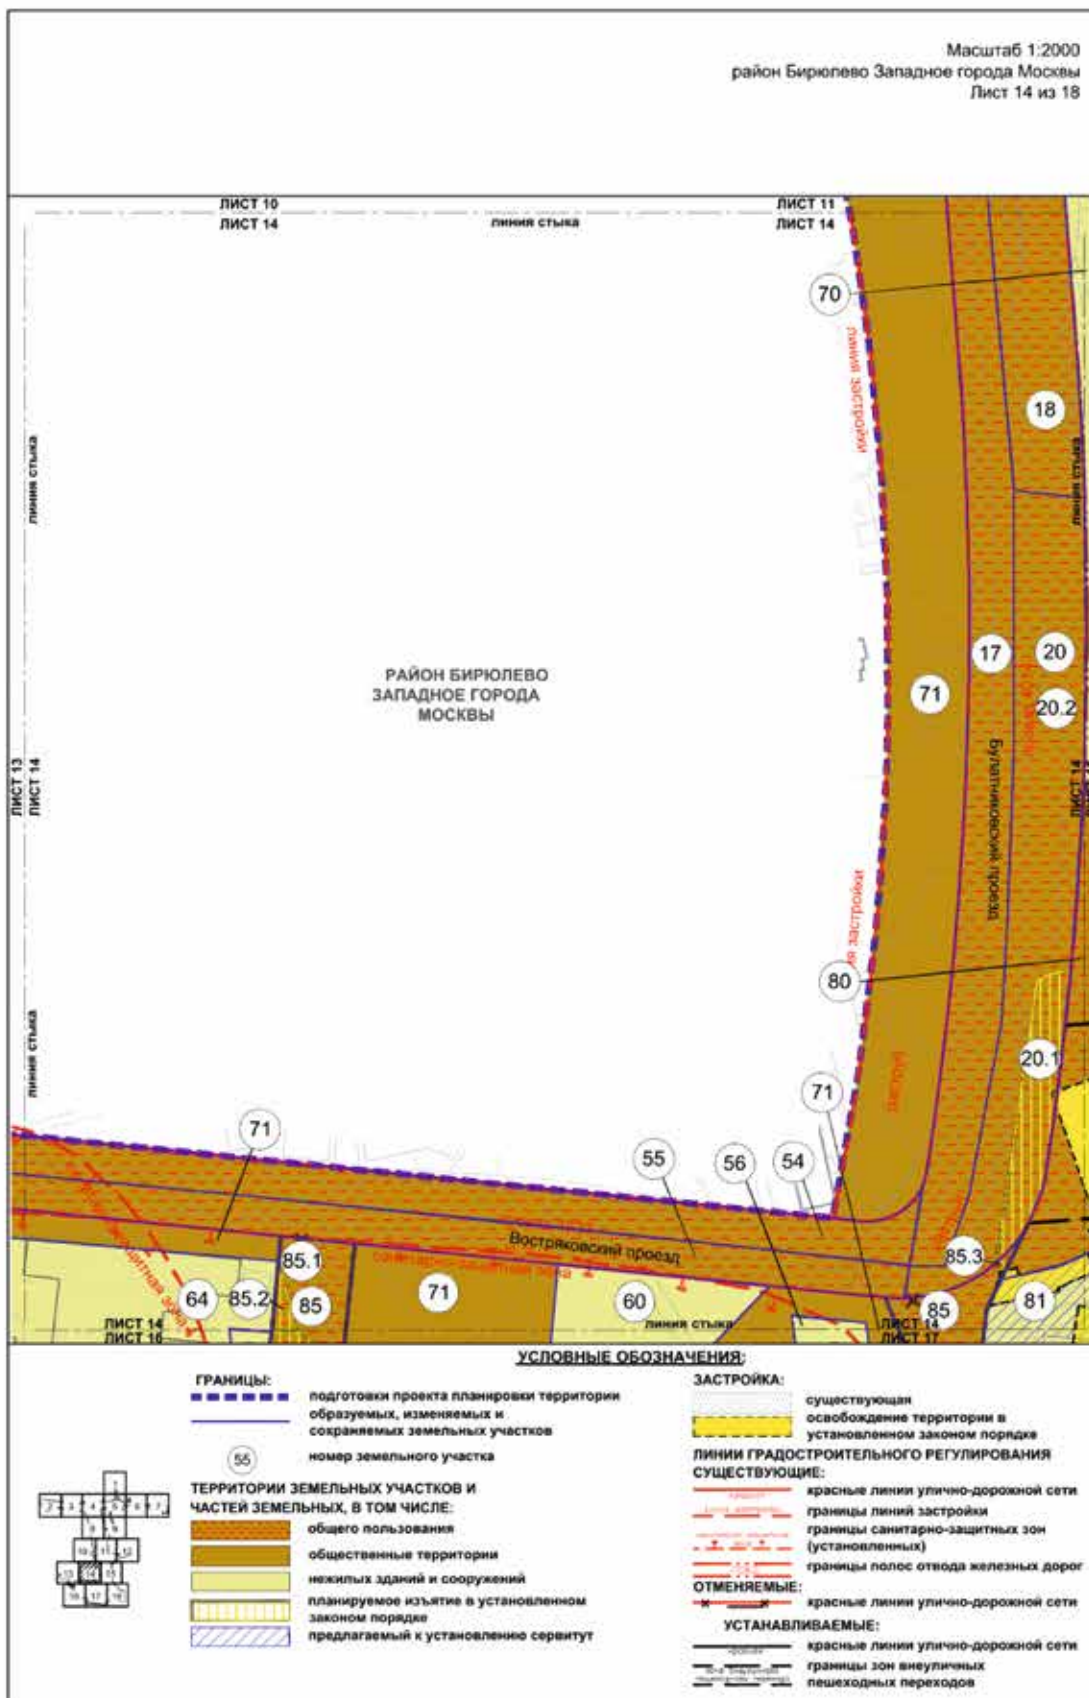 Масштаб 1:2000
район Бирюлево Западное города Москвы
Лист 14 из 18
ЛИСТ 10
ЛИСТ 14
линия стыка
ЛИСТ 11
ЛИСТ 14
70
линия застройки
18
линия стыка
линия стыка
РАЙОН БИРЮЛЕВО
ЗАПАДНОЕ ГОРОДА
МОСКВЫ
17
20
71
20.2
Булатниковский проезд
ЛИСТ 13
ЛИСТ 14
ЛИСТ 14
застройки
80
линия стыка
20.1
71
71
55
56
54
Востряковский проезд
85.3
85.1
санитарно-защитная зона
64
85.2
85
71
60
85
81
ЛИСТ 14
ЛИСТ 16
линия стыка
ЛИСТ 14
ЛИСТ 17
УСЛОВНЫЕ ОБОЗНАЧЕНИЯ:
ГРАНИЦЫ:
подготовки проекта планировки территории
образуемых, изменяемых и
сохраняемых земельных участков
55
номер земельного участка
ТЕРРИТОРИИ ЗЕМЕЛЬНЫХ УЧАСТКОВ И
ЧАСТЕЙ ЗЕМЕЛЬНЫХ, В ТОМ ЧИСЛЕ:
общего пользования
общественные территории
нежилых зданий и сооружений
планируемое изъятие в установленном
законом порядке
предлагаемый к установлению сервитут
ЗАСТРОЙКА:
существующая
освобождение территории в
установленном законом порядке
ЛИНИИ ГРАДОСТРОИТЕЛЬНОГО РЕГУЛИРОВАНИЯ
СУЩЕСТВУЮЩИЕ:
красные линии улично-дорожной сети
границы линий застройки
границы санитарно-защитных зон
(установленных)
границы полос отвода железных дорог
ОТМЕНЯЕМЫЕ:
красные линии улично-дорожной сети
УСТАНАВЛИВАЕМЫЕ:
красные линии улично-дорожной сети
границы зон внеуличных
пешеходных переходов